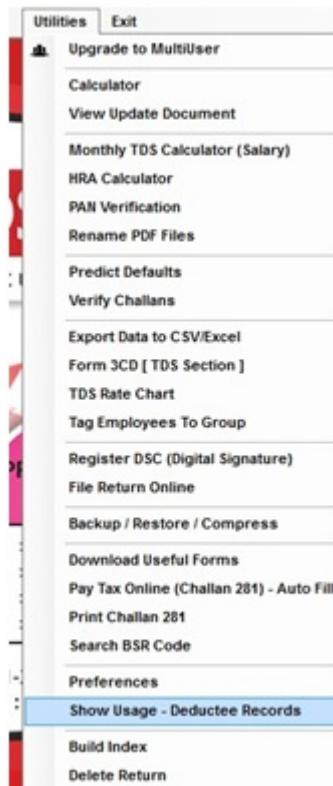 Utilities Exit
Upgrade to MultiUser
Calculator
View Update Document
Monthly TDS Calculator (Salary)
HRA Calculator
PAN Verification
Rename PDF Files
Predict Defaults
Verify Challans
Export Data to CSV/Excel
Form 3CD [ TDS Section ]
TDS Rate Chart
Tag Employees To Group
Register DSC (Digital Signature)
File Return Online
Backup / Restore / Compress
Download Useful Forms
Pay Tax Online (Challan 281) - Auto Fill
Print Challan 281
Search BSR Code
Preferences
Show Usage - Deductee Records
Build Index
Delete Return